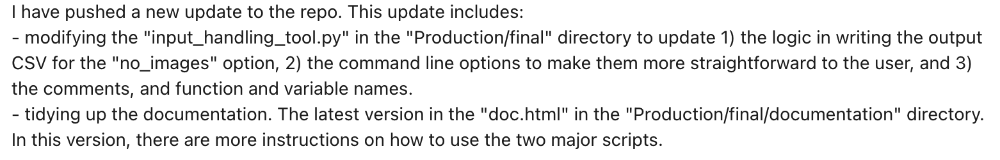 I have pushed a new update to the repo. This update includes:
- modifying the "input_handling_tool.py" in the "Production/final" directory to update 1) the logic in writing the output
CSV for the "no_images" option, 2) the command line options to make them more straightforward to the user, and 3)
the comments, and function and variable names.
- tidying up the documentation. The latest version in the "doc.html" in the "Production/final/documentation" directory.
In this version, there are more instructions on how to use the two major scripts.